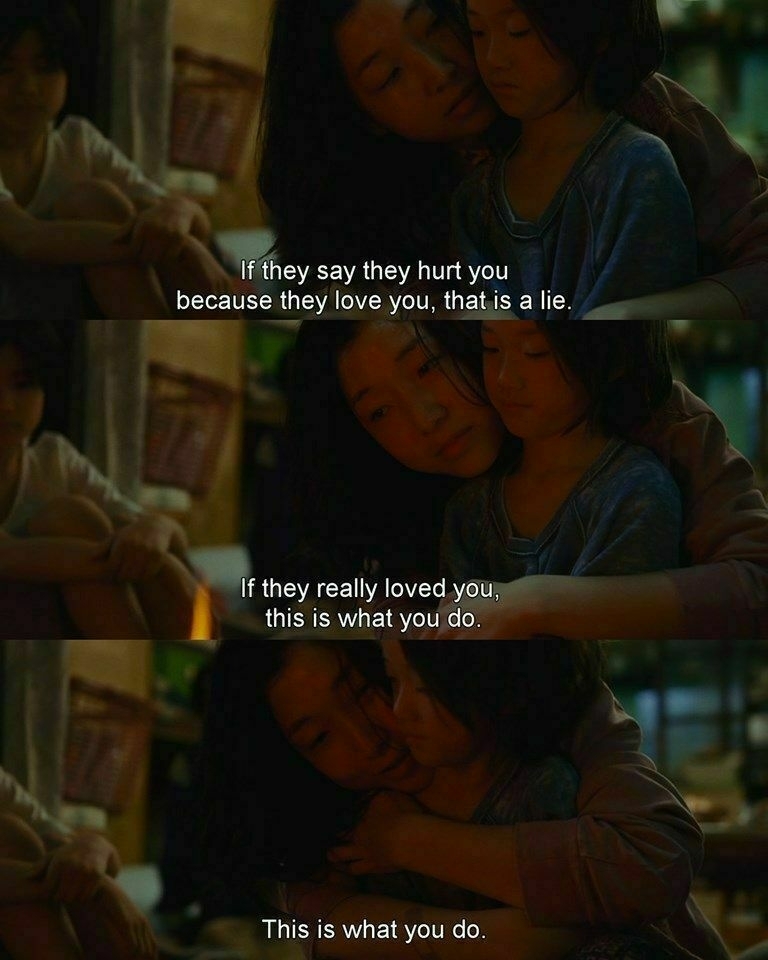 If they say they hurt you
because they love you, that is a lie.
If they really loved you,
this is what you do.
This is what you do.